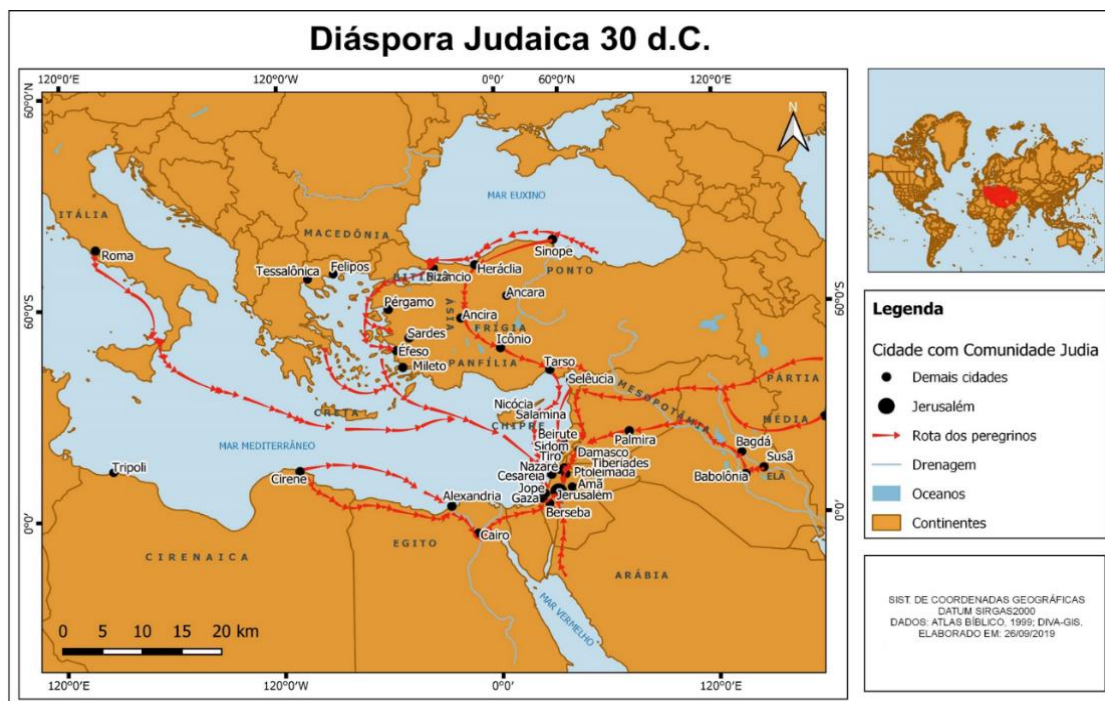 Diáspora Judaica 30 d.C.
120°0'E
120°0'W
0°0'
60°0'N
120°0'E
60°0'N
60°0'S
0°0'
60°0'S
0°0'
N
MAR EUXINO
ITÁLIA
Roma
MACEDÔNIA
Tessalônica
Felipos
BITÍNIA
Bizâncio
Heráclia
Sinope
PONTO
Ancara
Pérgamo
ÁSIA
Ancira
FRÍGIA
Sardes
Icônio
Éfeso
PANFÍLIA
Mileto
Tarso
Selêucia
PÁRTIA
MESOPOTÂMIA
MÉDIA
Nicócia
Salamina
CRETA
CHIPRE
MAR MEDITERRÂNEO
Beirute
Sidom
Tiro
Palmira
Damasco
Bagdá
Susã
Nazaré
Tiberíades
Cesareia
Ptoleimada
Babolônia
ELÃ
Tripoli
Cirene
Jope
Amã
Gaza
Jerusalém
Alexandria
Berseba
Cairo
CIRENAICA
EGITO
ARÁBIA
MAR VERMELHO
0 5 10 15 20 km
120°0'E
120°0'W
0°0'
120°0'E
Legenda
Cidade com Comunidade Judia
Demais cidades
Jerusalém
Rota dos peregrinos
Drenagem
Oceanos
Continentes
SIST. DE COORDENADAS GEOGRÁFICAS
DATUM SIRGAS2000
DADOS: ATLAS BÍBLICO, 1999; DIVA-GIS.
ELABORADO EM: 26/09/2019